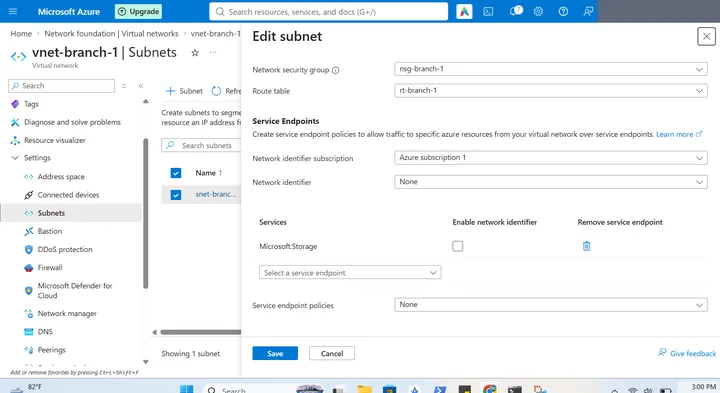 Microsoft Azure
Upgrade
Search resources, services, and docs (G+/)
7
Home > Network foundation | Virtual networks > vnet-branch-1
vnet-branch-1 | Subnets
Virtual network
Search
Tags
Diagnose and solve problems
Resource visualizer
Settings
Address space
Connected devices
Subnets
Bastion
DDoS protection
Firewall
Microsoft Defender for
Cloud
Network manager
DNS
Peerings
Add or remove favorites by pressing Ctrl+Shift+F
+ Subnet
Refre
Create subnets to segme
resource an IP address fr
Search subnets
Name ↑
snet-branc...
Showing 1 subnet
Edit subnet
Network security group
nsg-branch-1
Route table
rt-branch-1
Service Endpoints
Create service endpoint policies to allow traffic to specific azure resources from your virtual network over service endpoints. Learn more
Network identifier subscription
Azure subscription 1
Network identifier
None
Services
Enable network identifier
Remove service endpoint
Microsoft.Storage
Select a service endpoint
Service endpoint policies
None
Save
Cancel
Give feedback
82°F
Search
3:00 PM